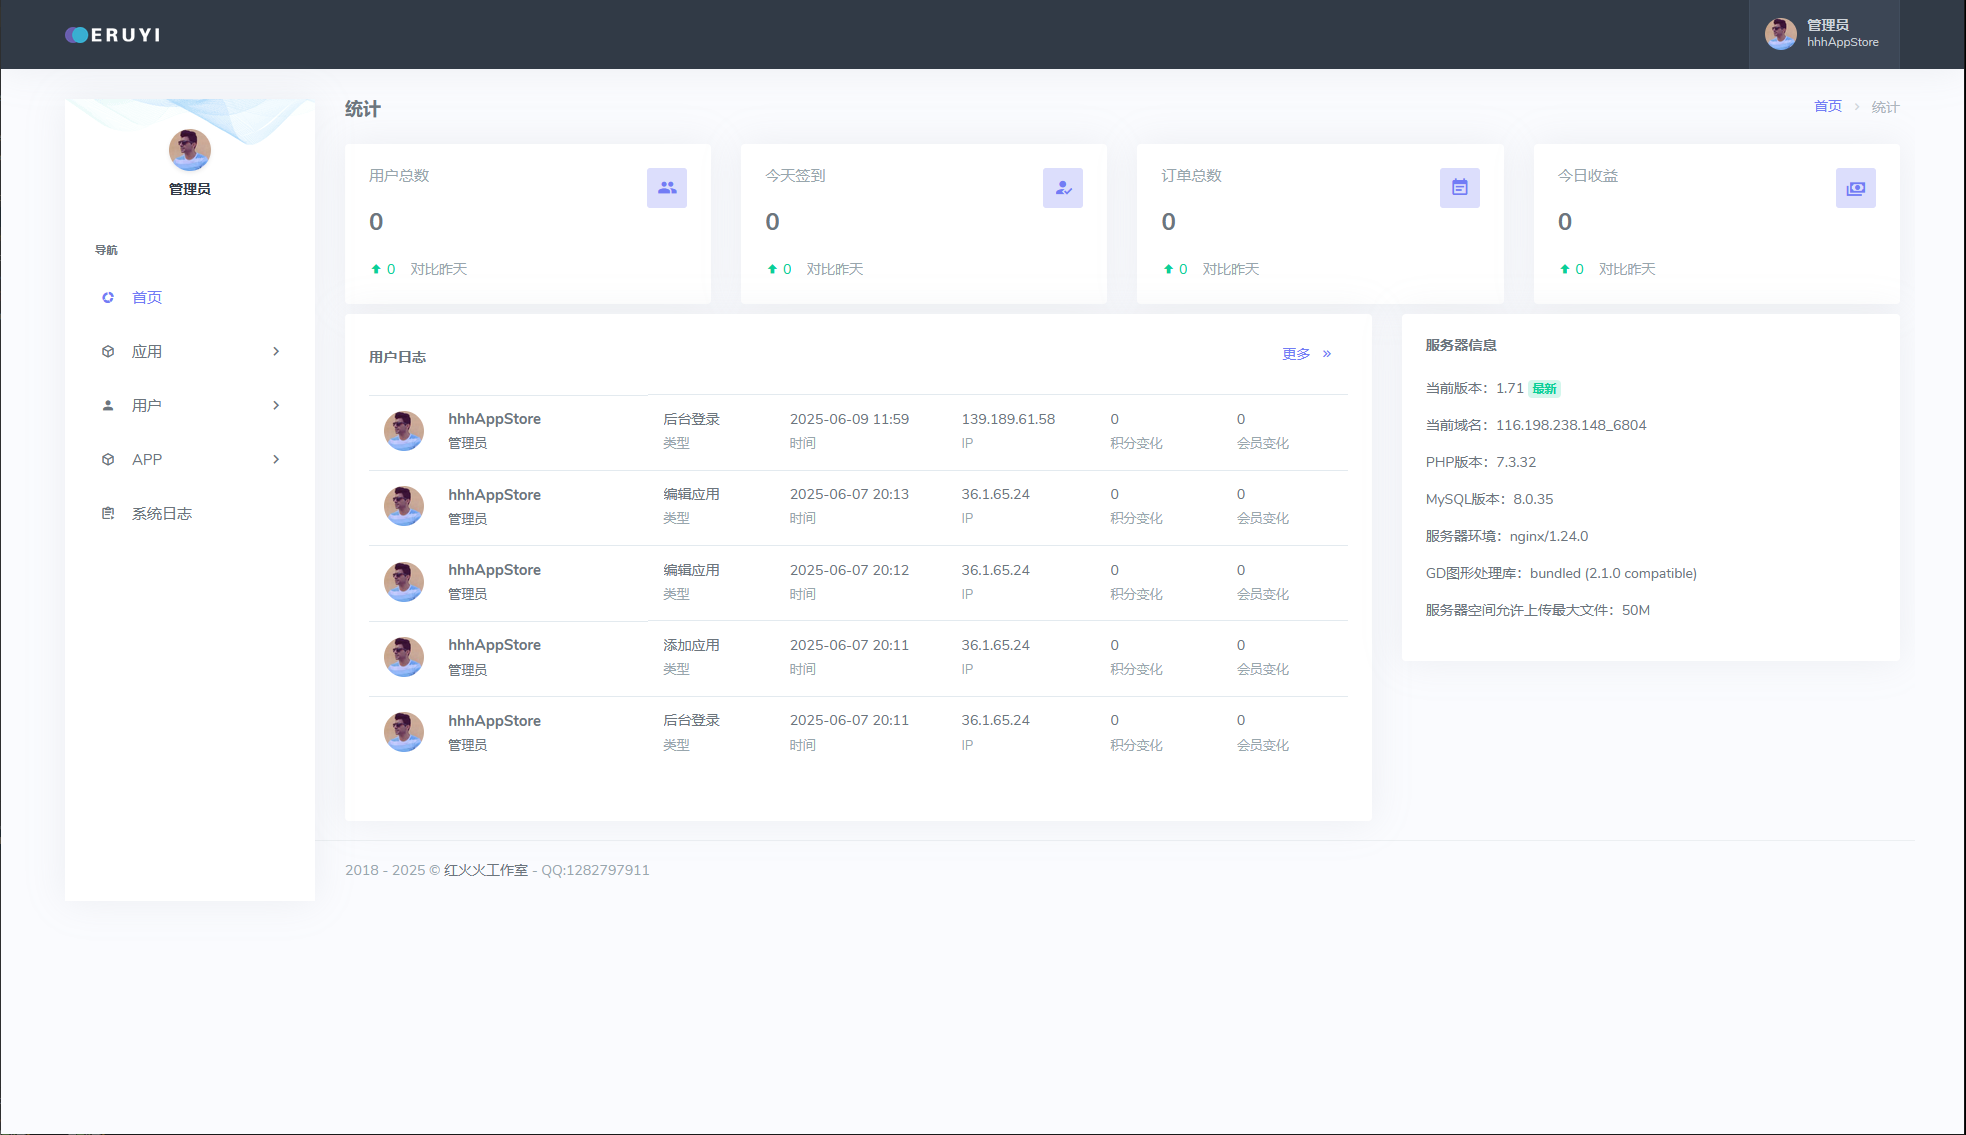 ERUYI
管理员
hhhAppStore
管理员
导航
首页
应用
用户
APP
系统日志
统计
首页 › 统计
用户总数
0
0 对比昨天
今天签到
0
0 对比昨天
订单总数
0
0 对比昨天
今日收益
0
0 对比昨天
用户日志
更多 »
hhhAppStore 后台登录 2025-06-09 11:59 139.189.61.58 0 0
管理员 类型 时间 IP 积分变化 会员变化
hhhAppStore 编辑应用 2025-06-07 20:13 36.1.65.24 0 0
管理员 类型 时间 IP 积分变化 会员变化
hhhAppStore 编辑应用 2025-06-07 20:12 36.1.65.24 0 0
管理员 类型 时间 IP 积分变化 会员变化
hhhAppStore 添加应用 2025-06-07 20:11 36.1.65.24 0 0
管理员 类型 时间 IP 积分变化 会员变化
hhhAppStore 后台登录 2025-06-07 20:11 36.1.65.24 0 0
管理员 类型 时间 IP 积分变化 会员变化
服务器信息
当前版本：1.71 最新
当前域名：116.198.238.148_6804
PHP版本：7.3.32
MySQL版本：8.0.35
服务器环境：nginx/1.24.0
GD图形处理库：bundled (2.1.0 compatible)
服务器空间允许上传最大文件：50M
2018 - 2025 © 红火火工作室 - QQ:1282797911